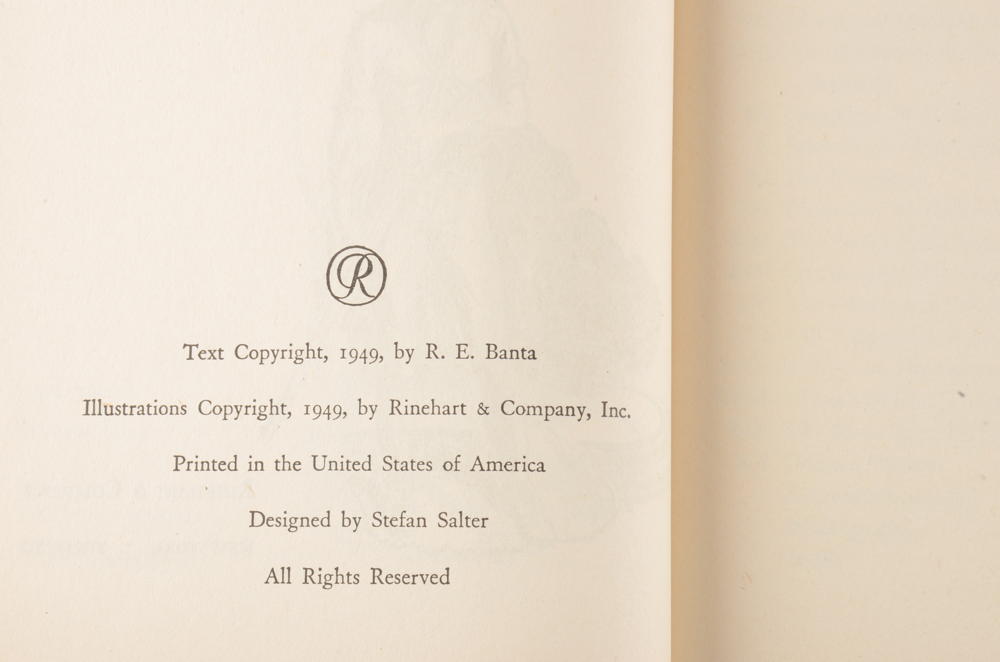 R
Text Copyright, 1949, by R. E. Banta
Illustrations Copyright, 1949, by Rinehart & Company, Inc.
Printed in the United States of America
Designed by Stefan Salter
All Rights Reserved